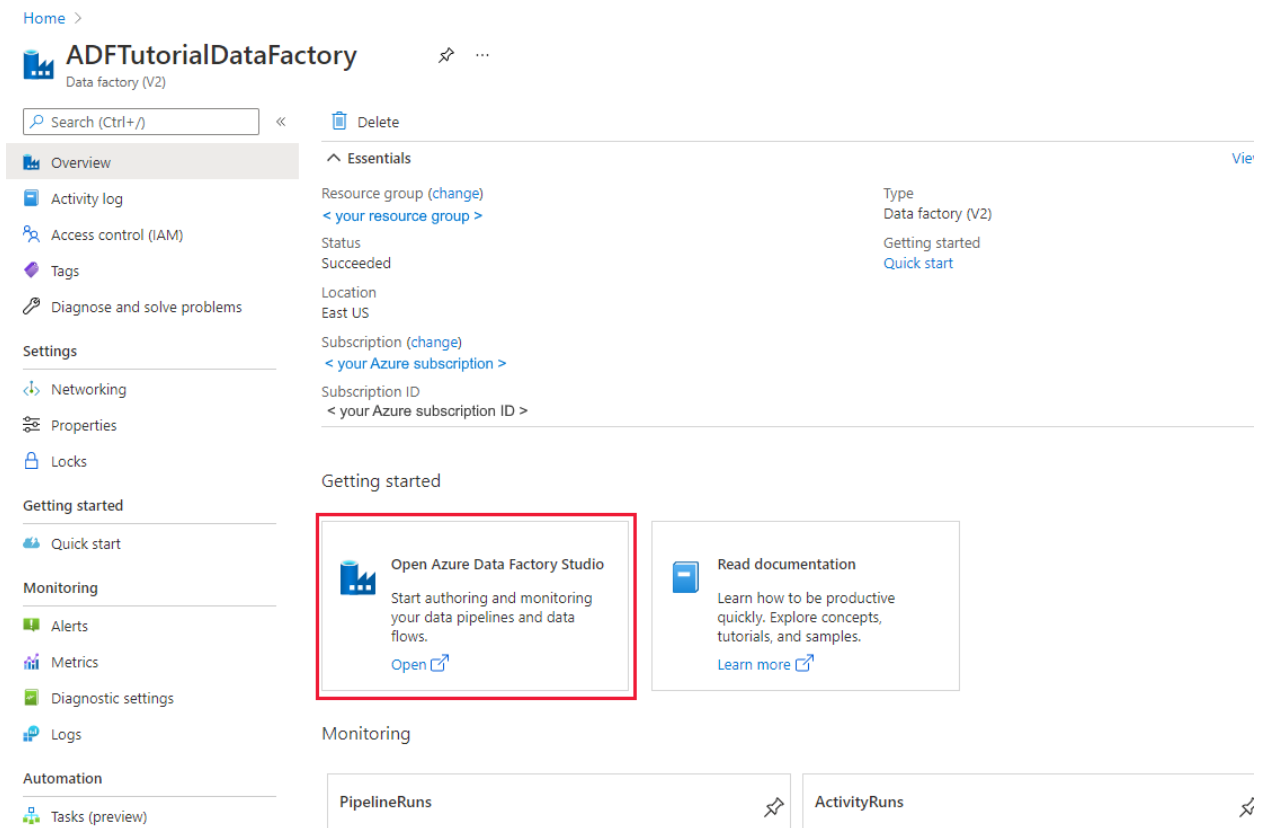 Home >
ADFTutorialDataFactory
Data factory (V2)
Search (Ctrl+/)
Overview
Activity log
Access control (IAM)
Tags
Diagnose and solve problems
Settings
Networking
Properties
Locks
Getting started
Quick start
Monitoring
Alerts
Metrics
Diagnostic settings
Logs
Automation
Tasks (preview)
Delete
Essentials
Resource group (change)
< your resource group >
Status
Succeeded
Location
East US
Subscription (change)
< your Azure subscription >
Subscription ID
< your Azure subscription ID >
Type
Data factory (V2)
Getting started
Quick start
Getting started
Open Azure Data Factory Studio
Start authoring and monitoring
your data pipelines and data
flows.
Open
Read documentation
Learn how to be productive
quickly. Explore concepts,
tutorials, and samples.
Learn more
Monitoring
PipelineRuns
ActivityRuns